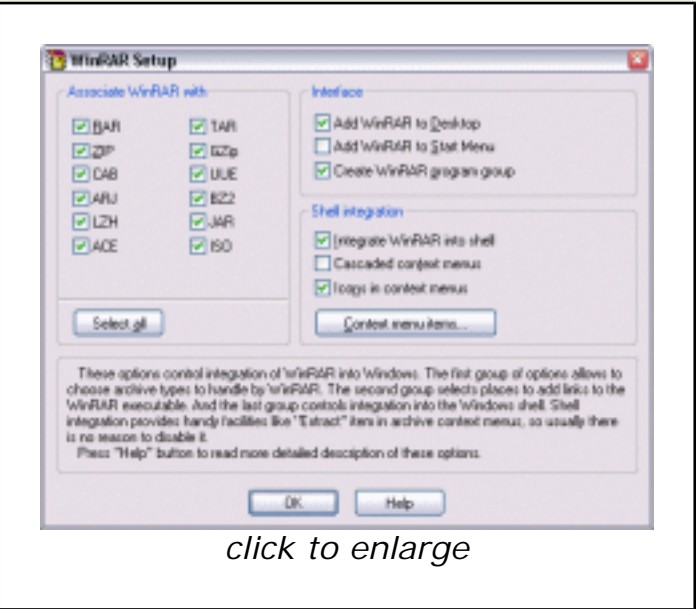 WinRAR Setup
Associate WinRAR with
RAR TAR
ZIP GZip
CAB UUE
ARJ BZ2
LZH JAR
ACE ISO
Select all
Interface
Add WinRAR to Desktop
Add WinRAR to Start Menu
Create WinRAR program group
Shell integration
Integrate WinRAR into shell
Cascaded context menus
Icons in context menus
Context menu items...
These options control integration of WinRAR into Windows. The first group of options allows to
choose archive types to handle by WinRAR. The second group selects places to add links to the
WinRAR executable. And the last group controls integration into the Windows shell. Shell
integration provides handy facilities like "Extract" item in archive context menus, so usually there
is no reason to disable it.
Press "Help" button to read more detailed description of these options.
OK Help
click to enlarge